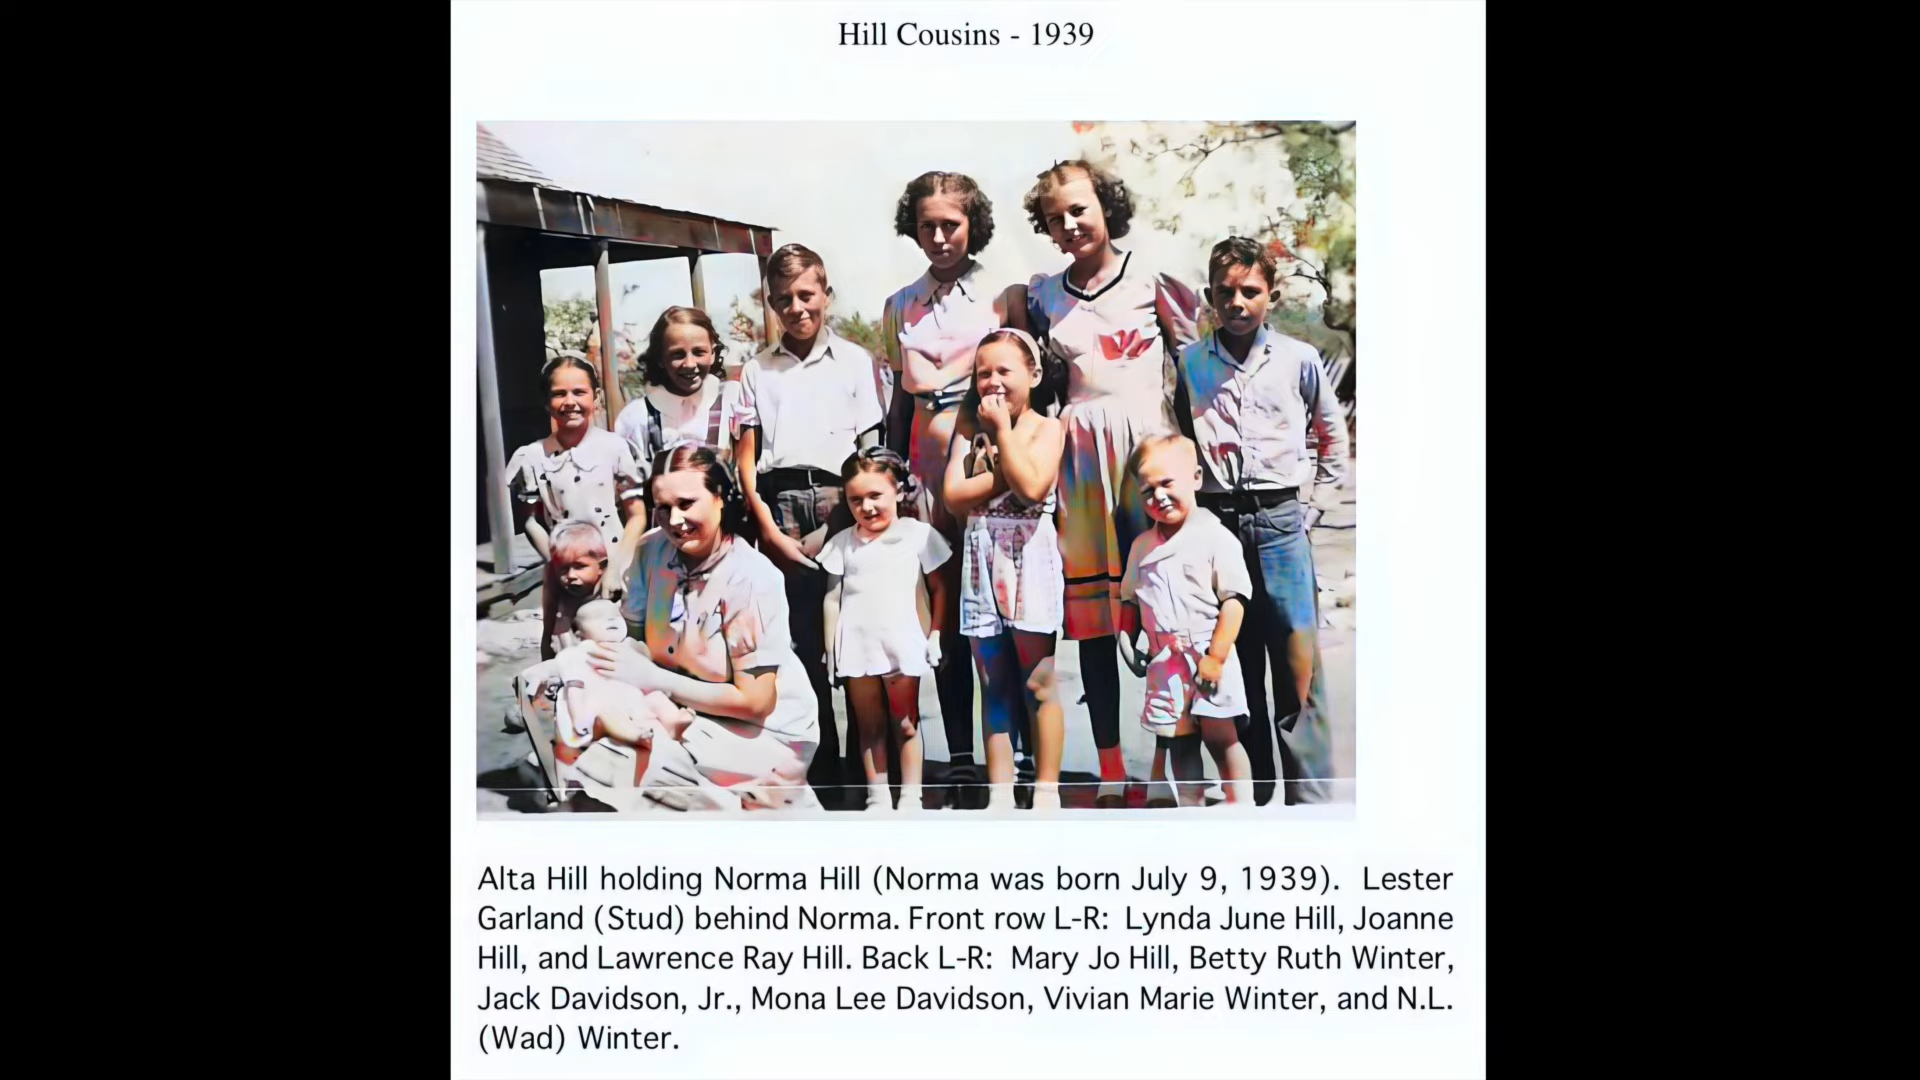 Hill Cousins - 1939
Alta Hill holding Norma Hill (Norma was born July 9, 1939).  Lester
Garland (Stud) behind Norma. Front row L-R:  Lynda June Hill, Joanne
Hill, and Lawrence Ray Hill. Back L-R:  Mary Jo Hill, Betty Ruth Winter,
Jack Davidson, Jr., Mona Lee Davidson, Vivian Marie Winter, and N.L.
(Wad) Winter.